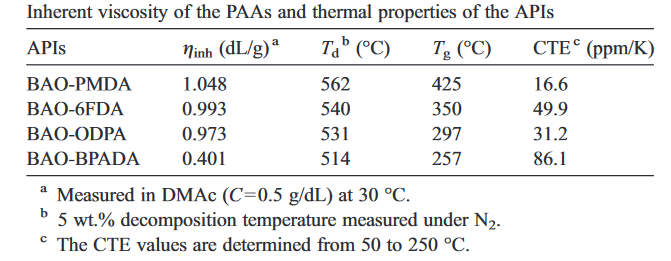 Inherent viscosity of the PAAs and thermal properties of the APIs
APIs ηinh (dL/g)a Tdb (°C) Tg (°C) CTEc (ppm/K)
BAO-PMDA 1.048 562 425 16.6
BAO-6FDA 0.993 540 350 49.9
BAO-ODPA 0.973 531 297 31.2
BAO-BPADA 0.401 514 257 86.1
a Measured in DMAc (C=0.5 g/dL) at 30 °C.
b 5 wt.% decomposition temperature measured under N2.
c The CTE values are determined from 50 to 250 °C.